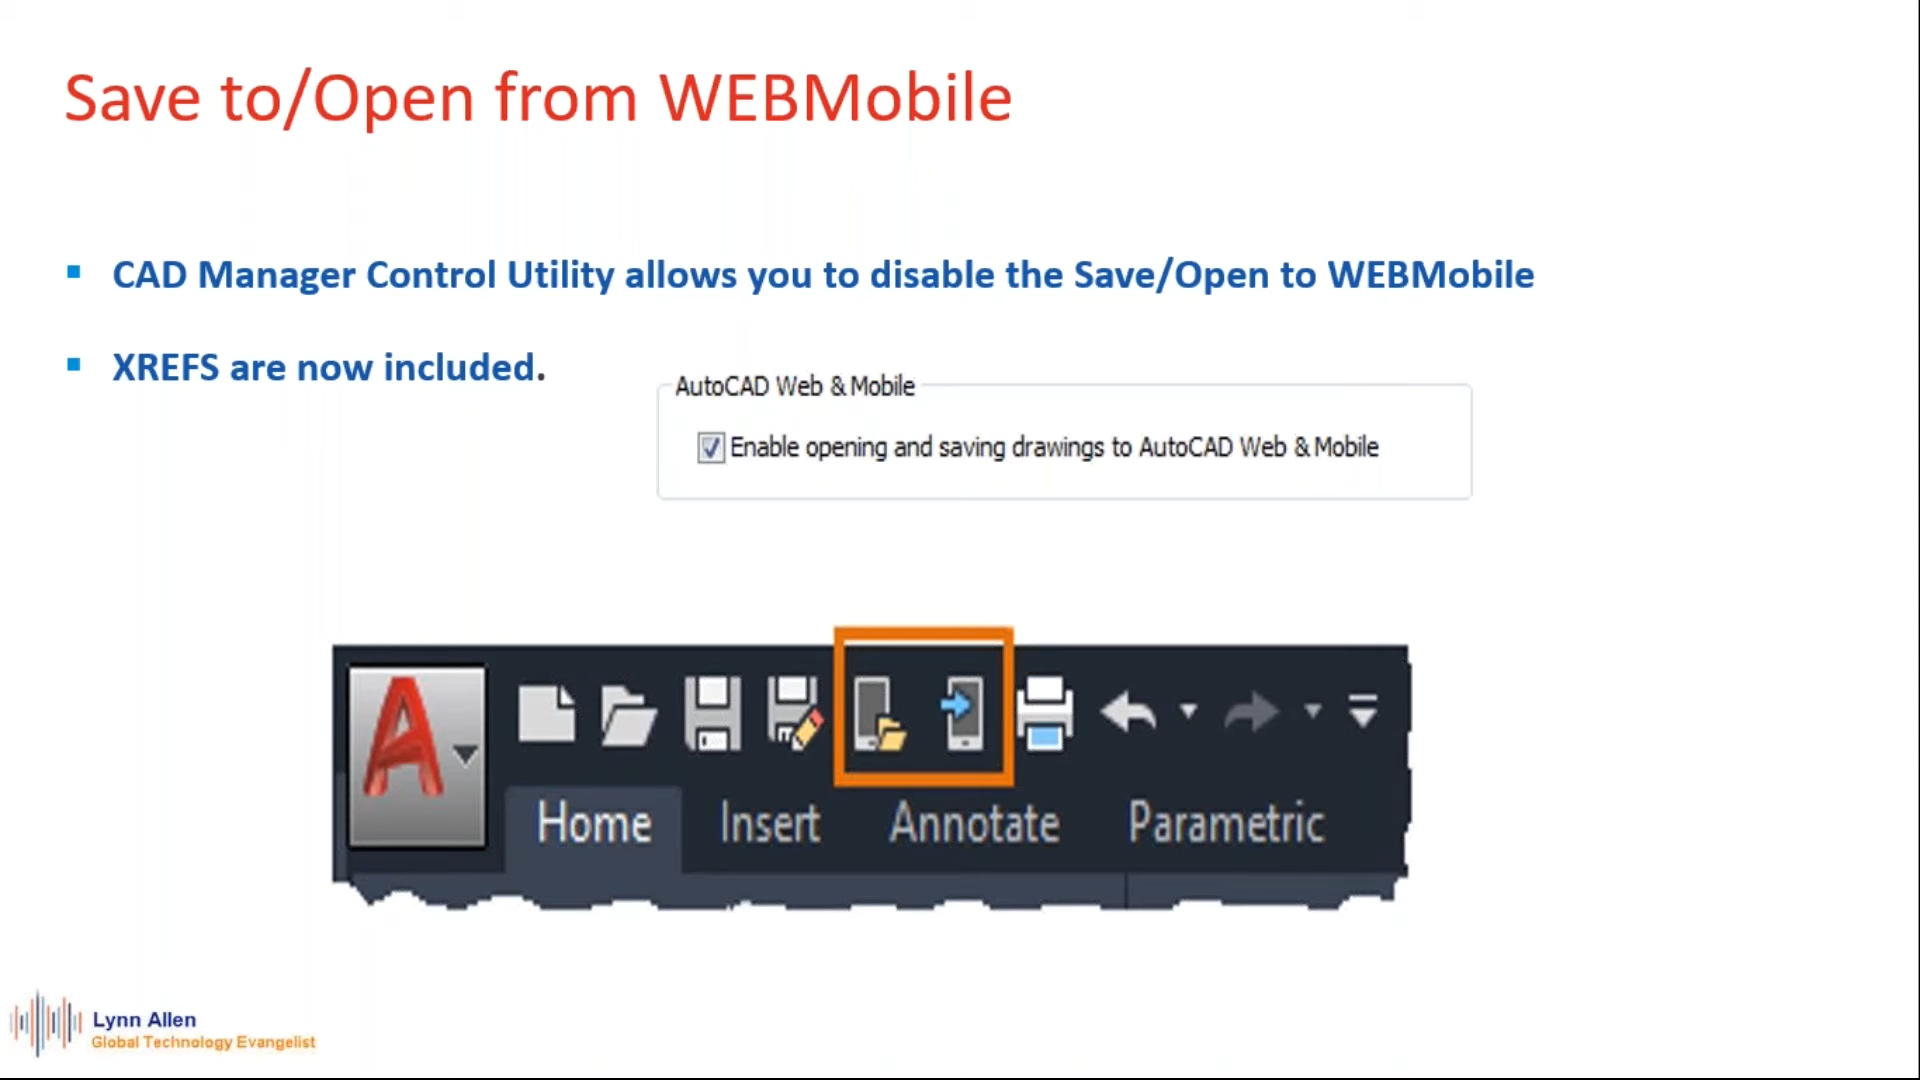 Save to/Open from WEBMobile
CAD Manager Control Utility allows you to disable the Save/Open to WEBMobile
XREFS are now included.
AutoCAD Web & Mobile
Enable opening and saving drawings to AutoCAD Web & Mobile
A
Home Insert Annotate Parametric
Lynn Allen
Global Technology Evangelist